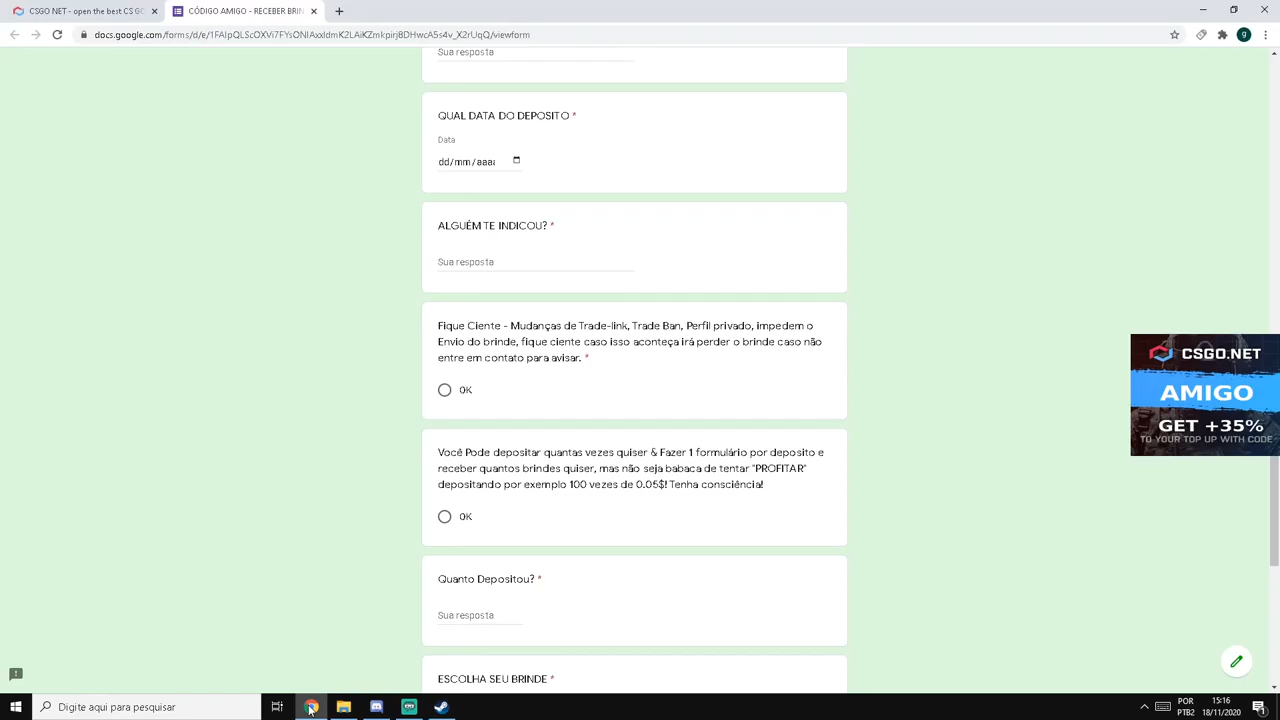 CSGO.NET - open the best CS GO
CÓDIGO AMIGO - RECEBER BRIN
docs.google.com/forms/d/e/1FAIpQLScOXVi7FYsONIAxxldmK2LAiKZmkpirj8DHwcA5s4v_X2rUqQ/viewform
g
Sua resposta
QUAL DATA DO DEPOSITO *
Data
dd/mm/aaaa
ALGUÉM TE INDICOU? *
Sua resposta
Fique Ciente - Mudanças de Trade-link, Trade Ban, Perfil privado, impedem o
Envio do brinde, fique ciente caso isso aconteça irá perder o brinde caso não
entre em contato para avisar. *
OK
Você Pode depositar quantas vezes quiser & Fazer 1 formulário por deposito e
receber quantos brindes quiser, mas não seja babaca de tentar "PROFITAR"
depositando por exemplo 100 vezes de 0.05$! Tenha consciência!
OK
Quanto Depositou? *
Sua resposta
ESCOLHA SEU BRINDE *
CSGO.NET
AMIGO
GET +35%
TO YOUR TOP UP WITH CODE
Digite aqui para pesquisar
POR
PTB2
15:16
18/11/2020
1